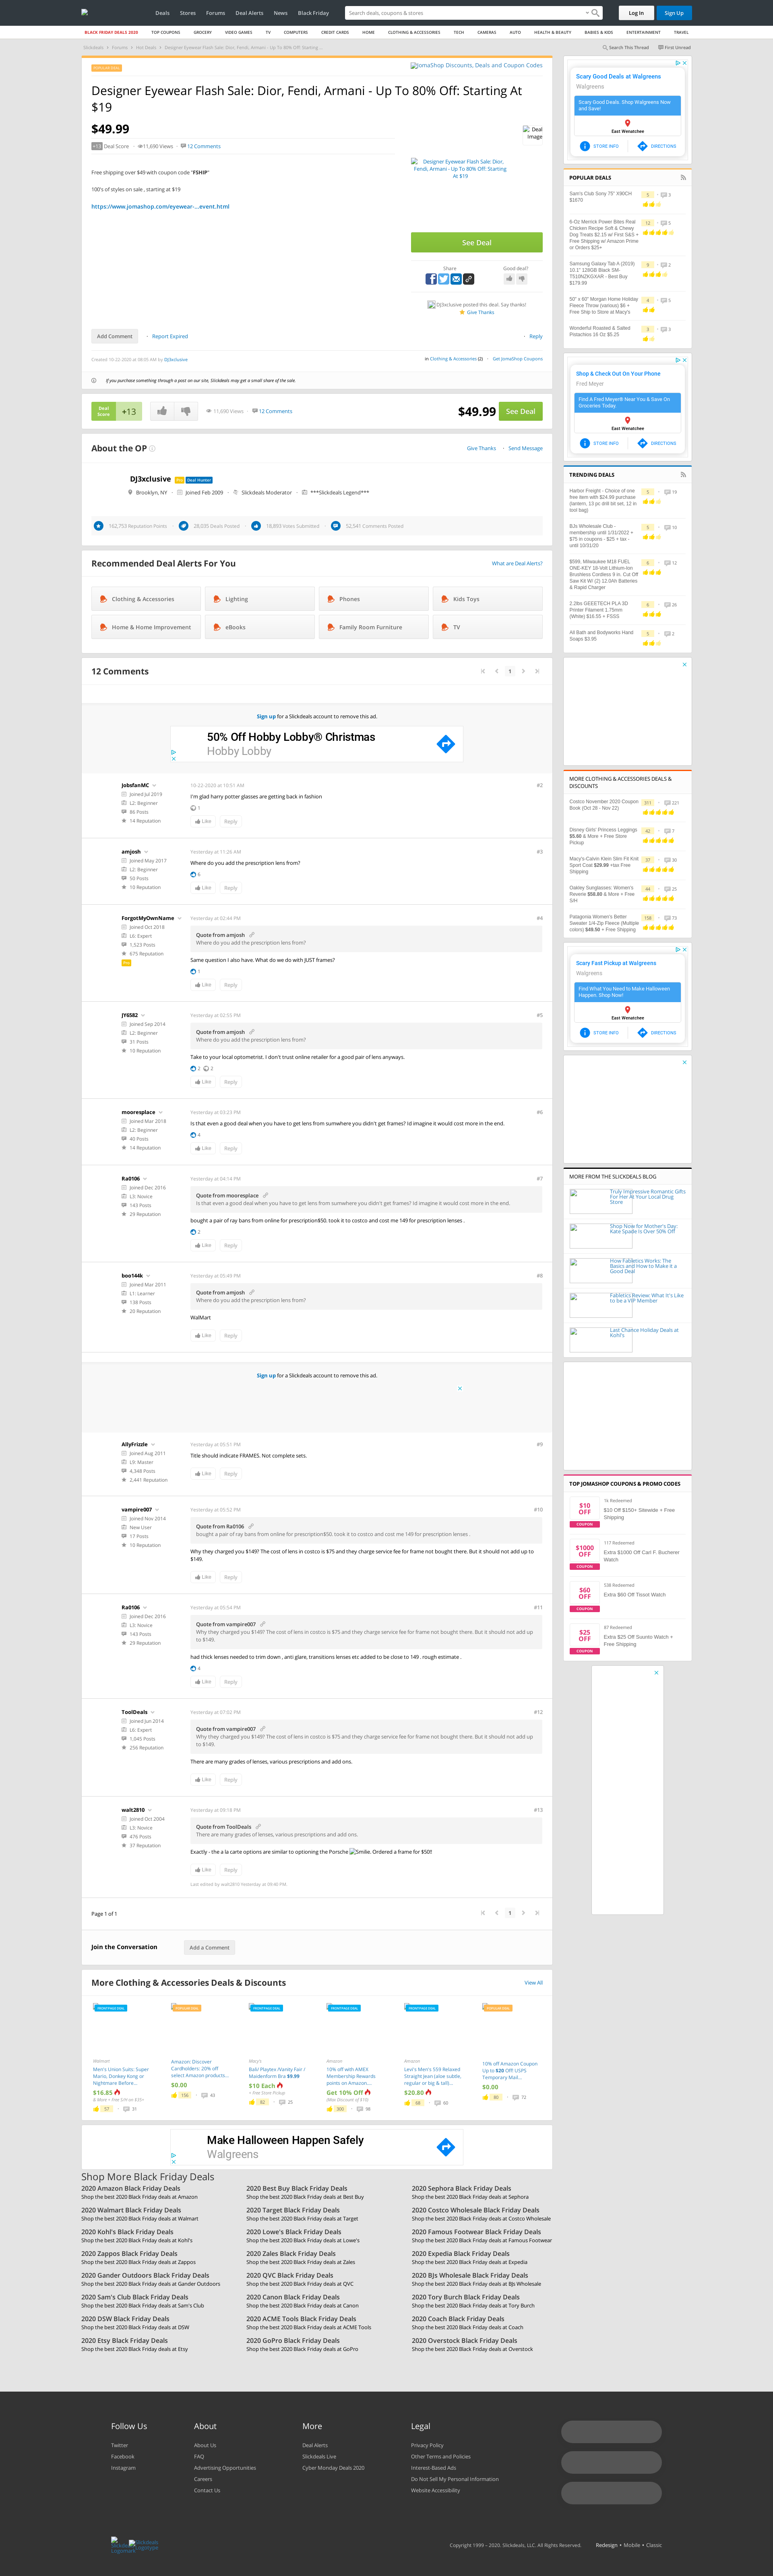 Deals Stores Forums Deal Alerts News Black Friday
Search deals, coupons & stores
Log In Sign Up
BLACK FRIDAY DEALS 2020 TOP COUPONS GROCERY VIDEO GAMES TV COMPUTERS CREDIT CARDS HOME CLOTHING & ACCESSORIES TECH CAMERAS AUTO HEALTH & BEAUTY BABIES & KIDS ENTERTAINMENT TRAVEL
Slickdeals > Forums > Hot Deals > Designer Eyewear Flash Sale: Dior, Fendi, Armani - Up To 80% Off! Starting...
Search This Thread First Unread
POPULAR DEAL
JomaShop Discounts, Deals and Coupon Codes
Designer Eyewear Flash Sale: Dior, Fendi, Armani - Up To 80% Off: Starting At $19
$49.99
+13 Deal Score 11,690 Views 12 Comments
Deal Image
Free shipping over $49 with coupon code "FSHIP"
100's of styles on sale , starting at $19
https://www.jomashop.com/eyewear-...event.html
Designer Eyewear Flash Sale: Dior, Fendi, Armani - Up To 80% Off: Starting At $19
See Deal
Share Good deal?
DJ3xclusive posted this deal. Say thanks!
Give Thanks
Add Comment Report Expired Reply
Created 10-22-2020 at 08:05 AM by DJ3xclusive
in Clothing & Accessories (2) Get JomaShop Coupons
If you purchase something through a post on our site, Slickdeals may get a small share of the sale.
Deal Score +13 11,690 Views 12 Comments $49.99 See Deal
About the OP
Give Thanks Send Message
DJ3xclusive Pro Deal Hunter
Brooklyn, NY Joined Feb 2009 Slickdeals Moderator ***Slickdeals Legend***
162,753 Reputation Points 28,035 Deals Posted 18,893 Votes Submitted 52,541 Comments Posted
Recommended Deal Alerts For You
What are Deal Alerts?
Clothing & Accessories Lighting Phones Kids Toys
Home & Home Improvement eBooks Family Room Furniture TV
12 Comments
1
Sign up for a Slickdeals account to remove this ad.
50% Off Hobby Lobby® Christmas
Hobby Lobby
JobsfanMC
Joined Jul 2019
L2: Beginner
86 Posts
14 Reputation
10-22-2020 at 10:51 AM
#2
I'm glad harry potter glasses are getting back in fashion
1
Like Reply
amjosh
Joined May 2017
L2: Beginner
50 Posts
10 Reputation
Yesterday at 11:26 AM
#3
Where do you add the prescription lens from?
6
Like Reply
ForgotMyOwnName
Joined Oct 2018
L6: Expert
1,523 Posts
675 Reputation
Pro
Yesterday at 02:44 PM
#4
Quote from amjosh
Where do you add the prescription lens from?
Same question I also have. What do we do with JUST frames?
1
Like Reply
JY6582
Joined Sep 2014
L2: Beginner
31 Posts
10 Reputation
Yesterday at 02:55 PM
#5
Quote from amjosh
Where do you add the prescription lens from?
Take to your local optometrist. I don't trust online retailer for a good pair of lens anyways.
2 2
Like Reply
mooresplace
Joined Mar 2018
L2: Beginner
40 Posts
14 Reputation
Yesterday at 03:23 PM
#6
Is that even a good deal when you have to get lens from sumwhere you didn't get frames? Id imagine it would cost more in the end.
4
Like Reply
Ra0106
Joined Dec 2016
L3: Novice
143 Posts
29 Reputation
Yesterday at 04:14 PM
#7
Quote from mooresplace
Is that even a good deal when you have to get lens from sumwhere you didn't get frames? Id imagine it would cost more in the end.
bought a pair of ray bans from online for prescription$50. took it to costco and cost me 149 for prescription lenses .
2
Like Reply
boo144k
Joined Mar 2011
L1: Learner
138 Posts
20 Reputation
Yesterday at 05:49 PM
#8
Quote from amjosh
Where do you add the prescription lens from?
WalMart
Like Reply
Sign up for a Slickdeals account to remove this ad.
AllyFrizzle
Joined Aug 2011
L9: Master
4,348 Posts
2,441 Reputation
Yesterday at 05:51 PM
#9
Title should indicate FRAMES. Not complete sets.
Like Reply
vampire007
Joined Nov 2014
New User
17 Posts
10 Reputation
Yesterday at 05:52 PM
#10
Quote from Ra0106
bought a pair of ray bans from online for prescription$50. took it to costco and cost me 149 for prescription lenses .
Why they charged you $149? The cost of lens in costco is $75 and they charge service fee for frame not bought there. But it should not add up to $149.
Like Reply
Ra0106
Joined Dec 2016
L3: Novice
143 Posts
29 Reputation
Yesterday at 05:54 PM
#11
Quote from vampire007
Why they charged you $149? The cost of lens in costco is $75 and they charge service fee for frame not bought there. But it should not add up to $149.
had thick lenses needed to trim down , anti glare, transitions lenses etc added to be close to 149 . rough estimate .
4
Like Reply
ToolDeals
Joined Jun 2014
L6: Expert
1,045 Posts
256 Reputation
Yesterday at 07:02 PM
#12
Quote from vampire007
Why they charged you $149? The cost of lens in costco is $75 and they charge service fee for frame not bought there. But it should not add up to $149.
There are many grades of lenses, various prescriptions and add ons.
Like Reply
walt2810
Joined Oct 2004
L3: Novice
476 Posts
37 Reputation
Yesterday at 09:18 PM
#13
Quote from ToolDeals
There are many grades of lenses, various prescriptions and add ons.
Exactly - the a la carte options are similar to optioning the Porsche Smilie. Ordered a frame for $50!!
Like Reply
Last edited by walt2810 Yesterday at 09:40 PM.
Page 1 of 1
1
Join the Conversation Add a Comment
More Clothing & Accessories Deals & Discounts
View All
FRONTPAGE DEAL POPULAR DEAL FRONTPAGE DEAL FRONTPAGE DEAL FRONTPAGE DEAL POPULAR DEAL
Walmart
Men's Union Suits: Super Mario, Donkey Kong or Nightmare Before...
$16.85
& More + Free S/H on $35+
57 31
Amazon: Discover Cardholders: 20% off select Amazon products...
$0.00
156 43
Macy's
Bali/ Playtex /Vanity Fair / Maidenform Bra $9.99
$10 Each
+ Free Store Pickup
82 25
Amazon
10% off with AMEX Membership Rewards points on Amazon...
Get 10% Off
(Max Discount of $10)
300 98
Amazon
Levi's Men's 559 Relaxed Straight Jean (aloe subtle, regular or big & tall)...
$20.80
68 60
10% off Amazon Coupon Up to $20 Off USPS Temporary Mail...
$0.00
80 72
Make Halloween Happen Safely
Walgreens
Shop More Black Friday Deals
2020 Amazon Black Friday Deals
Shop the best 2020 Black Friday deals at Amazon
2020 Best Buy Black Friday Deals
Shop the best 2020 Black Friday deals at Best Buy
2020 Sephora Black Friday Deals
Shop the best 2020 Black Friday deals at Sephora
2020 Walmart Black Friday Deals
Shop the best 2020 Black Friday deals at Walmart
2020 Target Black Friday Deals
Shop the best 2020 Black Friday deals at Target
2020 Costco Wholesale Black Friday Deals
Shop the best 2020 Black Friday deals at Costco Wholesale
2020 Kohl's Black Friday Deals
Shop the best 2020 Black Friday deals at Kohl's
2020 Lowe's Black Friday Deals
Shop the best 2020 Black Friday deals at Lowe's
2020 Famous Footwear Black Friday Deals
Shop the best 2020 Black Friday deals at Famous Footwear
2020 Zappos Black Friday Deals
Shop the best 2020 Black Friday deals at Zappos
2020 Zales Black Friday Deals
Shop the best 2020 Black Friday deals at Zales
2020 Expedia Black Friday Deals
Shop the best 2020 Black Friday deals at Expedia
2020 Gander Outdoors Black Friday Deals
Shop the best 2020 Black Friday deals at Gander Outdoors
2020 QVC Black Friday Deals
Shop the best 2020 Black Friday deals at QVC
2020 BJs Wholesale Black Friday Deals
Shop the best 2020 Black Friday deals at BJs Wholesale
2020 Sam's Club Black Friday Deals
Shop the best 2020 Black Friday deals at Sam's Club
2020 Canon Black Friday Deals
Shop the best 2020 Black Friday deals at Canon
2020 Tory Burch Black Friday Deals
Shop the best 2020 Black Friday deals at Tory Burch
2020 DSW Black Friday Deals
Shop the best 2020 Black Friday deals at DSW
2020 ACME Tools Black Friday Deals
Shop the best 2020 Black Friday deals at ACME Tools
2020 Coach Black Friday Deals
Shop the best 2020 Black Friday deals at Coach
2020 Etsy Black Friday Deals
Shop the best 2020 Black Friday deals at Etsy
2020 GoPro Black Friday Deals
Shop the best 2020 Black Friday deals at GoPro
2020 Overstock Black Friday Deals
Shop the best 2020 Black Friday deals at Overstock
Scary Good Deals at Walgreens
Walgreens
Scary Good Deals. Shop Walgreens Now and Save!
East Wenatchee
STORE INFO DIRECTIONS
POPULAR DEALS
Sam's Club Sony 75" X90CH $1670
5 3
6-Oz Merrick Power Bites Real Chicken Recipe Soft & Chewy Dog Treats $2.15 w/ First S&S + Free Shipping w/ Amazon Prime or Orders $25+
12 5
Samsung Galaxy Tab A (2019) 10.1" 128GB Black SM-T510NZKGXAR - Best Buy $179.99
9 2
50" x 60" Morgan Home Holiday Fleece Throw (various) $6 + Free Ship to Store at Macy's
4 5
Wonderful Roasted & Salted Pistachios 16 Oz $5.25
3 3
Shop & Check Out On Your Phone
Fred Meyer
Find A Fred Meyer® Near You & Save On Groceries Today.
East Wenatchee
STORE INFO DIRECTIONS
TRENDING DEALS
Harbor Freight - Choice of one free item with $24.99 purchase (lantern, 13 pc drill bit set, 12 in tool bag)
5 19
BJs Wholesale Club - membership until 1/31/2022 + $75 in coupons - $25 + tax - until 10/31/20
5 10
$599, Milwaukee M18 FUEL ONE-KEY 18-Volt Lithium-Ion Brushless Cordless 9 in. Cut Off Saw Kit W/ (2) 12.0Ah Batteries & Rapid Charger
6 12
2.2lbs GEEETECH PLA 3D Printer Filament 1.75mm (White) $16.55 + FSSS
6 26
All Bath and Bodyworks Hand Soaps $3.95
5 2
MORE CLOTHING & ACCESSORIES DEALS & DISCOUNTS
Costco November 2020 Coupon Book (Oct 28 - Nov 22)
311 221
Disney Girls' Princess Leggings $5.60 & More + Free Store Pickup
42 7
Macy's-Calvin Klein Slim Fit Knit Sport Coat $29.99 +tax Free Shipping
37 30
Oakley Sunglasses: Women's Reverie $58.80 & More + Free S/H
44 25
Patagonia Women's Better Sweater 1/4-Zip Fleece (Multiple colors) $49.50 + Free Shipping
158 73
Scary Fast Pickup at Walgreens
Walgreens
Find What You Need to Make Halloween Happen. Shop Now!
East Wenatchee
STORE INFO DIRECTIONS
MORE FROM THE SLICKDEALS BLOG
Truly Impressive Romantic Gifts For Her At Your Local Drug Store
Shop Now for Mother's Day: Kate Spade Is Over 50% Off
How Fabletics Works: The Basics and How to Make it a Good Deal
Fabletics Review: What It's Like to be a VIP Member
Last Chance Holiday Deals at Kohl's
TOP JOMASHOP COUPONS & PROMO CODES
$10 OFF COUPON
1k Redeemed
$10 Off $150+ Sitewide + Free Shipping
$1000 OFF COUPON
117 Redeemed
Extra $1000 Off Carl F. Bucherer Watch
$60 OFF COUPON
538 Redeemed
Extra $60 Off Tissot Watch
$25 OFF COUPON
97 Redeemed
Extra $25 Off Suunto Watch + Free Shipping
Follow Us
Twitter
Facebook
Instagram
About
About Us
FAQ
Advertising Opportunities
Careers
Contact Us
More
Deal Alerts
Slickdeals Live
Cyber Monday Deals 2020
Legal
Privacy Policy
Other Terms and Policies
Interest-Based Ads
Do Not Sell My Personal Information
Website Accessibility
Slickdeals Logomark Slickdeals Logotype
Copyright 1999 - 2020. Slickdeals, LLC. All Rights Reserved. Redesign • Mobile • Classic